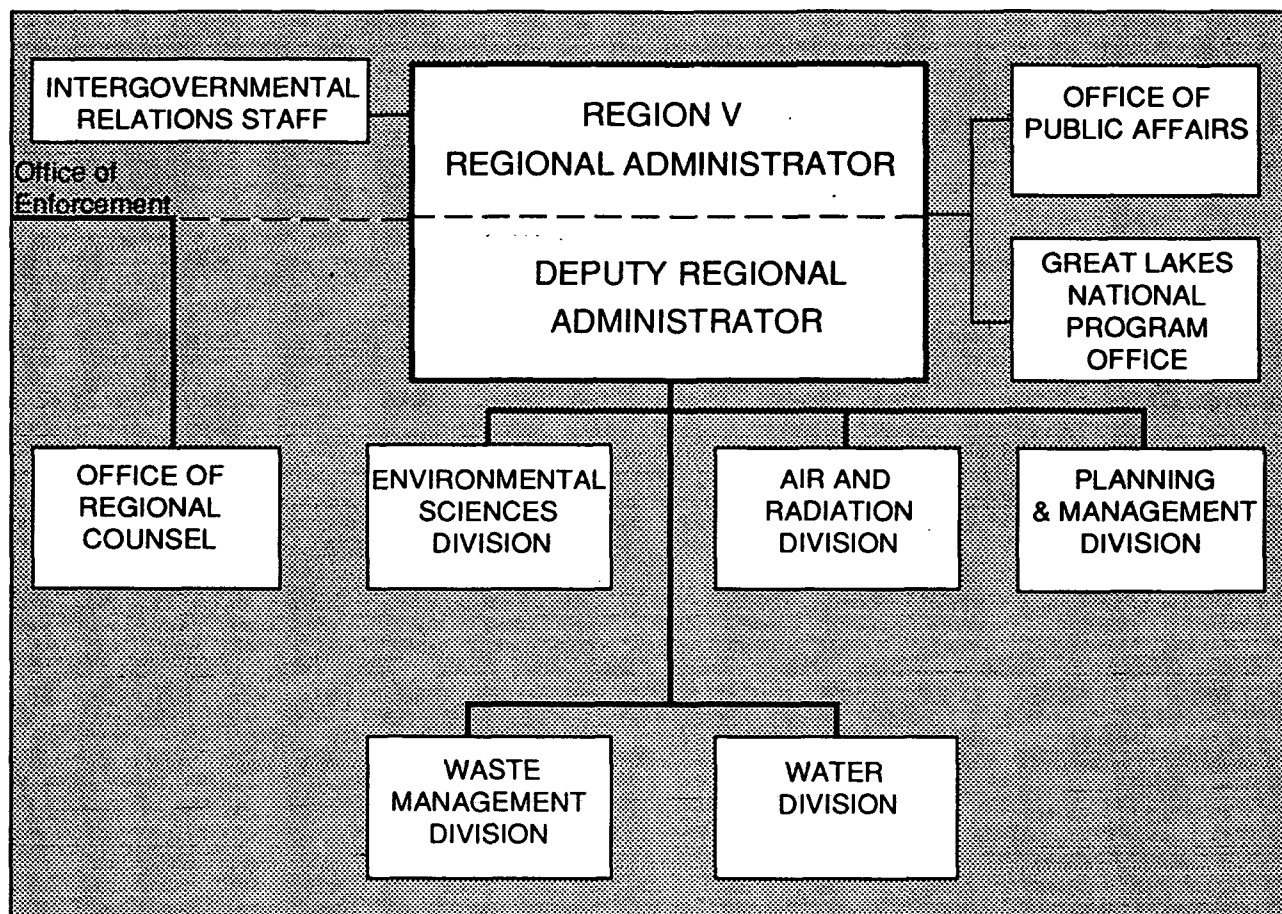 INTERGOVERNMENTAL
RELATIONS STAFF
REGION V
REGIONAL ADMINISTRATOR
DEPUTY REGIONAL
ADMINISTRATOR
OFFICE OF
PUBLIC AFFAIRS
GREAT LAKES
NATIONAL
PROGRAM
OFFICE
Office of
Enforcement
OFFICE OF
REGIONAL
COUNSEL
ENVIRONMENTAL
SCIENCES
DIVISION
AIR AND
RADIATION
DIVISION
PLANNING
& MANAGEMENT
DIVISION
WASTE
MANAGEMENT
DIVISION
WATER
DIVISION